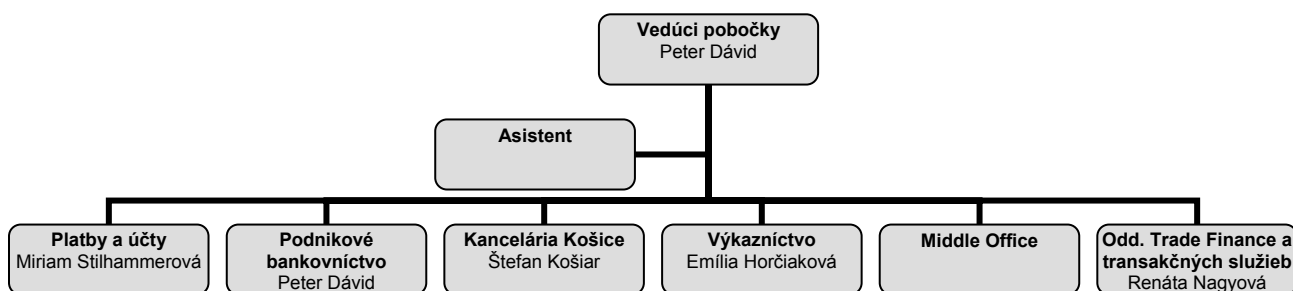 Vedúci pobočky
Peter Dávid
Asistent
Platby a účty
Miriam Stilhammerová
Podnikové
bankovníctvo
Peter Dávid
Kancelária Košice
Štefan Košiar
Výkazníctvo
Emília Horčiaková
Middle Office
Odd. Trade Finance a
transakčných služieb
Renáta Nagyová